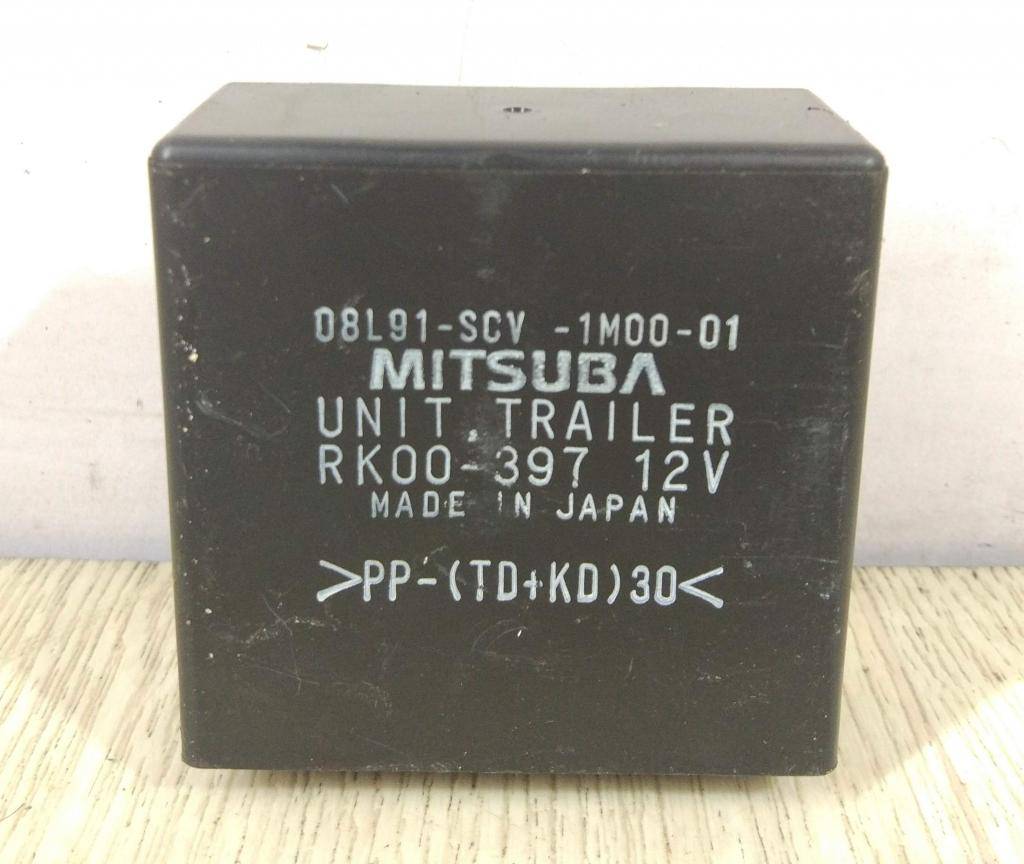 08L91-SCV -1M00-01
MITSUBA
UNIT, TRAILER
RK00-397 12V
MADE IN JAPAN
>PP-(TD+KD)30<